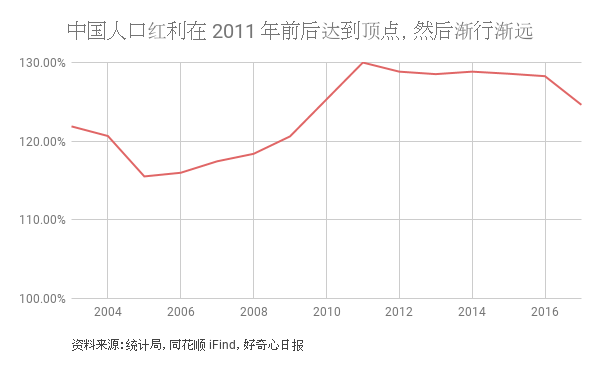 中国人口红利在 2011 年前后达到顶点, 然后渐行渐远
130.00%
120.00%
110.00%
100.00%
2004 2006 2008 2010 2012 2014 2016
资料来源: 统计局, 同花顺 iFind, 好奇心日报